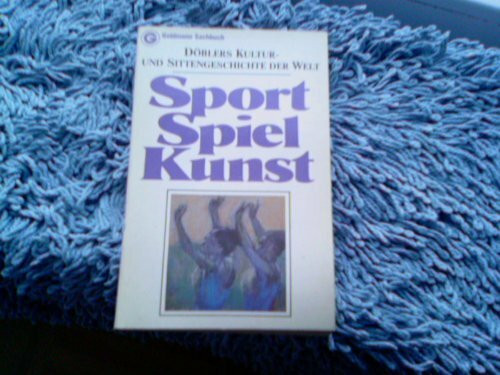 G Goldmann Sachbuch
DÖBLERS KULTUR-
UND SITTENGESCHICHTE DER WELT
Sport
Spiel
Kunst